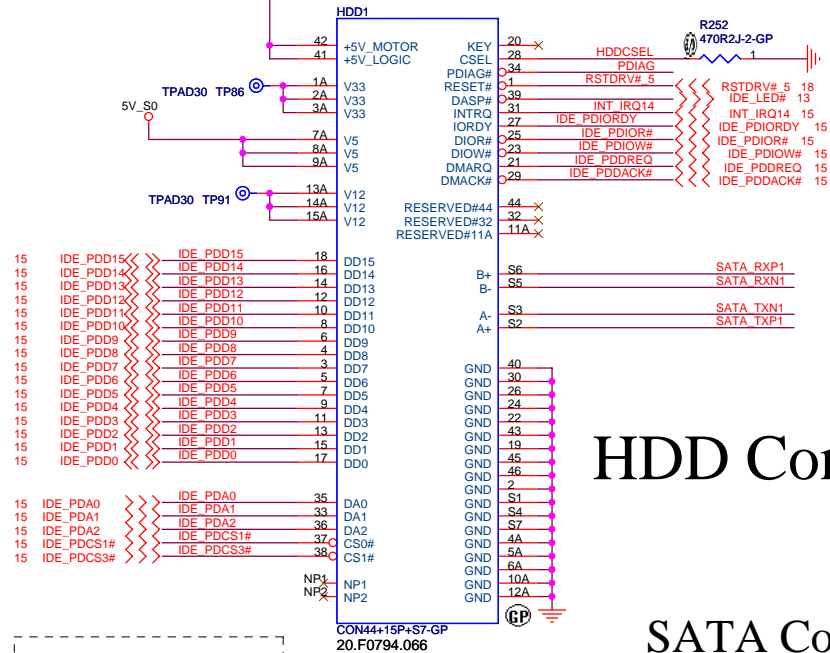 HDD1
R252
470R2J-2-GP
42 +5V_MOTOR KEY 20
41 +5V_LOGIC CSEL 28 HDDCSEL 1
PDIAG# 34 PDIAG
TPAD30 TP86 1A V33 RESET# 1 RSTDRV#_5 RSTDRV#_5 18
2A V33 DASP# 39 IDE_LED# 13
3A V33 INTRQ 31 INT_IRQ14 INT_IRQ14 15
5V_S0 IORDY 27 IDE_PDIORDY IDE_PDIORDY 15
7A V5 DIOR# 25 IDE_PDIOR# IDE_PDIOR# 15
8A V5 DIOW# 23 IDE_PDIOW# IDE_PDIOW# 15
9A V5 DMARQ 21 IDE_PDDREQ IDE_PDDREQ 15
DMACK# 29 IDE_PDDACK# IDE_PDDACK# 15
TPAD30 TP91 13A V12
14A V12 RESERVED#44 44
15A V12 RESERVED#32 32
RESERVED#11A 11A
15 IDE_PDD15 IDE_PDD15 18 DD15
15 IDE_PDD14 IDE_PDD14 16 DD14 B+ S6 SATA_RXP1
15 IDE_PDD13 IDE_PDD13 14 DD13 B- S5 SATA_RXN1
15 IDE_PDD12 IDE_PDD12 12 DD12
15 IDE_PDD11 IDE_PDD11 10 DD11 A- S3 SATA_TXN1
15 IDE_PDD10 IDE_PDD10 8 DD10 A+ S2 SATA_TXP1
15 IDE_PDD9 IDE_PDD9 6 DD9
15 IDE_PDD8 IDE_PDD8 4 DD8
15 IDE_PDD7 IDE_PDD7 3 DD7 GND 40
15 IDE_PDD6 IDE_PDD6 5 DD6 GND 30
15 IDE_PDD5 IDE_PDD5 7 DD5 GND 26
15 IDE_PDD4 IDE_PDD4 9 DD4 GND 24
15 IDE_PDD3 IDE_PDD3 11 DD3 GND 22
15 IDE_PDD2 IDE_PDD2 13 DD2 GND 43
15 IDE_PDD1 IDE_PDD1 15 DD1 GND 19
15 IDE_PDD0 IDE_PDD0 17 DD0 GND 45
GND 46
GND 2
15 IDE_PDA0 IDE_PDA0 35 DA0 GND S1
15 IDE_PDA1 IDE_PDA1 33 DA1 GND S4
15 IDE_PDA2 IDE_PDA2 36 DA2 GND S7
15 IDE_PDCS1# IDE_PDCS1# 37 CS0# GND 4A
15 IDE_PDCS3# IDE_PDCS3# 38 CS1# GND 5A
GND 6A
NP1 NP1 GND 10A
NP2 NP2 GND 12A
GP
CON44+15P+S7-GP
20.F0794.066
HDD Con
SATA Co